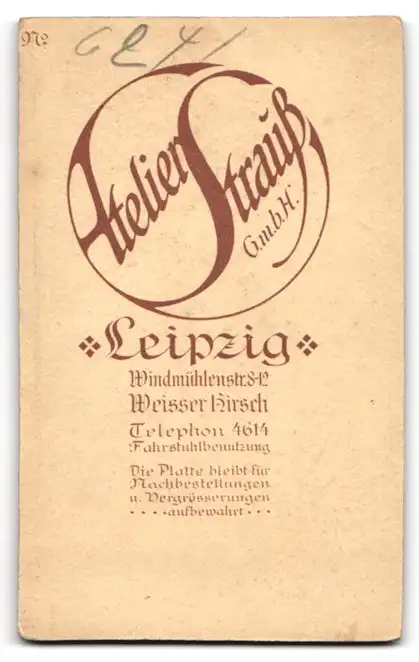 No
Atelier Strauß
G.m.b.H.
Leipzig
Windmühlenstr. 8-12
Weisser Hirsch
Telephon 4614
Fahrstuhlbenutzung
Die Platte bleibt für
Nachbestellungen
u. Vergrösserungen
····aufbewahrt···